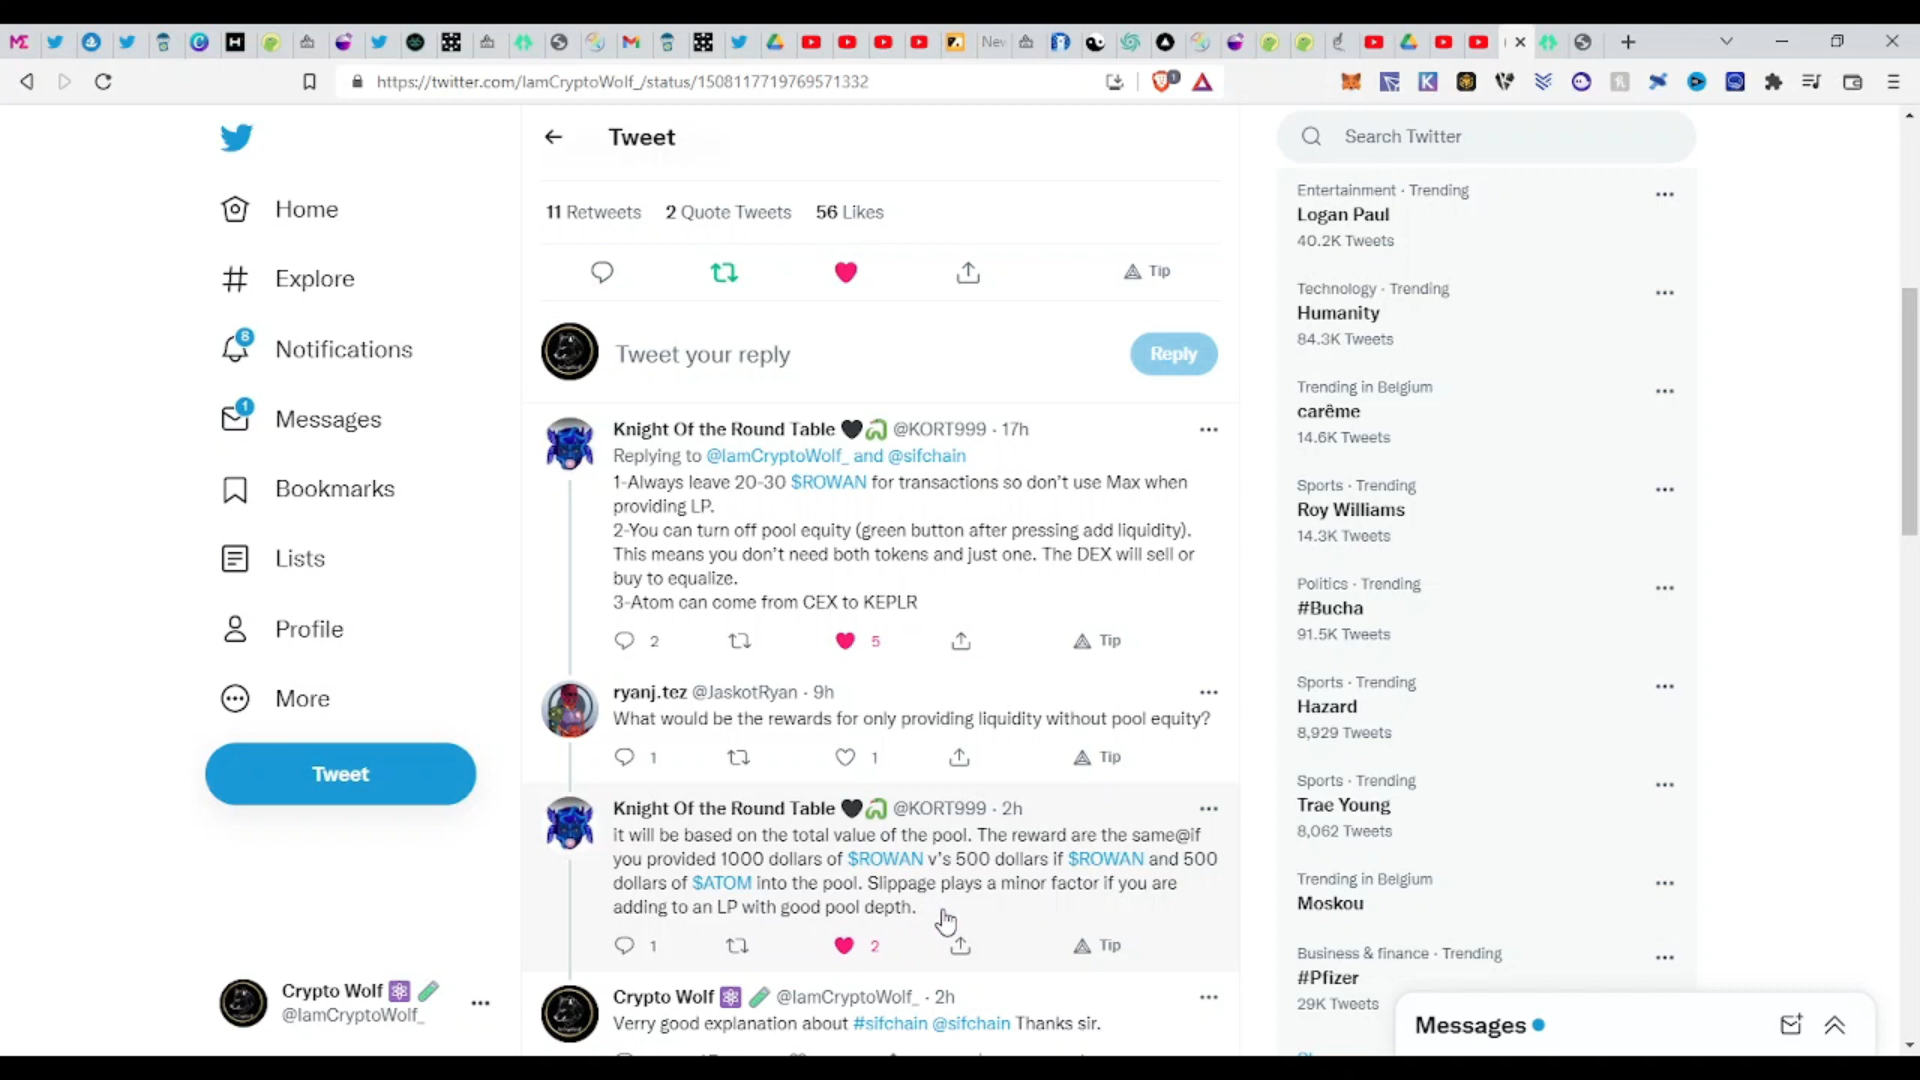 New
https://twitter.com/IamCryptoWolf_/status/1508117719769571332
1
Home
Explore
8
Notifications
1
Messages
Bookmarks
Lists
Profile
More
Tweet
Crypto Wolf
@IamCryptoWolf_
Tweet
11 Retweets 2 Quote Tweets 56 Likes
Tip
Tweet your reply
Reply
Knight Of the Round Table @KORT999 · 17h
Replying to @IamCryptoWolf_ and @sifchain
1-Always leave 20-30 $ROWAN for transactions so don't use Max when
providing LP.
2-You can turn off pool equity (green button after pressing add liquidity).
This means you don't need both tokens and just one. The DEX will sell or
buy to equalize.
3-Atom can come from CEX to KEPLR
2 5 Tip
ryanj.tez @JaskotRyan · 9h
What would be the rewards for only providing liquidity without pool equity?
1 1 Tip
Knight Of the Round Table @KORT999 · 2h
it will be based on the total value of the pool. The reward are the same@if
you provided 1000 dollars of $ROWAN v's 500 dollars if $ROWAN and 500
dollars of $ATOM into the pool. Slippage plays a minor factor if you are
adding to an LP with good pool depth.
1 2 Tip
Crypto Wolf @IamCryptoWolf_ · 2h
Verry good explanation about #sifchain @sifchain Thanks sir.
Search Twitter
Entertainment · Trending
Logan Paul
40.2K Tweets
Technology · Trending
Humanity
84.3K Tweets
Trending in Belgium
carême
14.6K Tweets
Sports · Trending
Roy Williams
14.3K Tweets
Politics · Trending
#Bucha
91.5K Tweets
Sports · Trending
Hazard
8,929 Tweets
Sports · Trending
Trae Young
8,062 Tweets
Trending in Belgium
Moskou
Business & finance · Trending
#Pfizer
29K Tweets
Messages